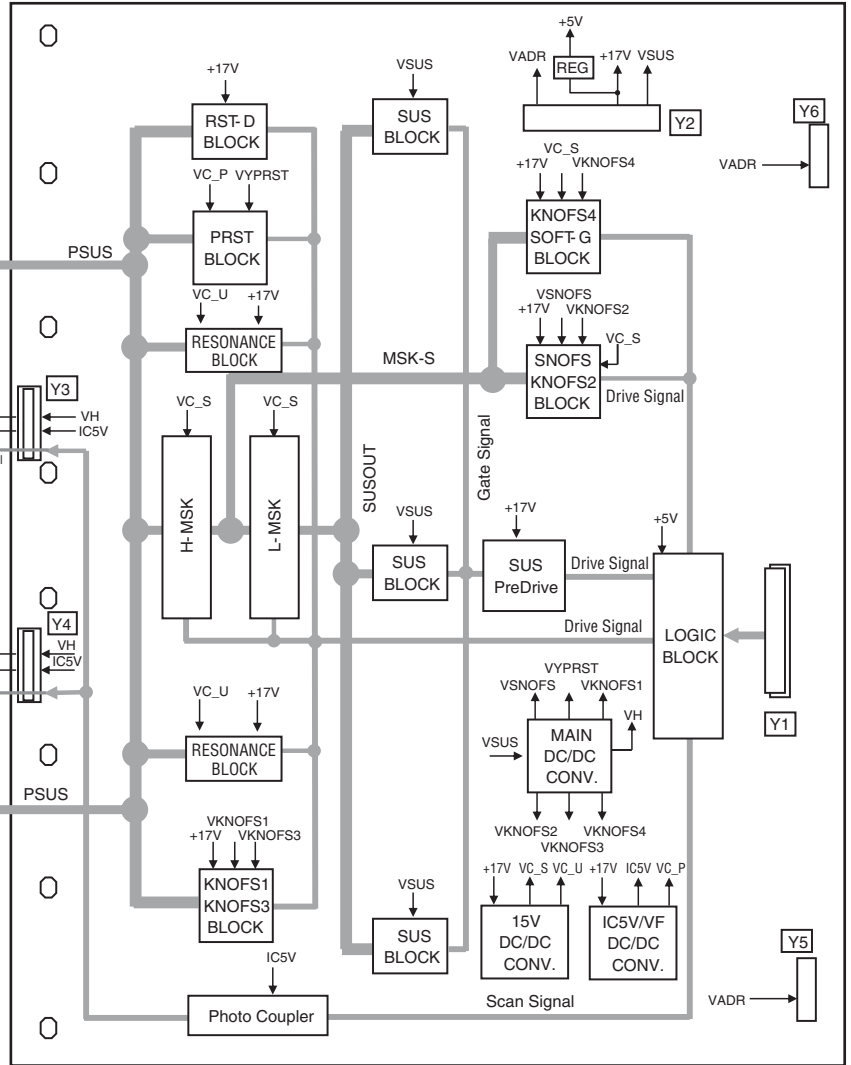 +5V
VADR
REG
+17V
VSUS
Y2
Y6
VADR
+17V
RST-D
BLOCK
VSUS
SUS
BLOCK
VC_P
VYPRST
PRST
BLOCK
VC_S
+17V
VKNOFS4
KNOFS4
SOFT-G
BLOCK
PSUS
VC_U
+17V
RESONANCE
BLOCK
VSNOFS
+17V
VKNOFS2
VC_S
SNOFS
KNOFS2
BLOCK
MSK-S
Drive Signal
Y3
VH
IC5V
VC_S
VC_S
H-MSK
L-MSK
SUSOUT
Gate Signal
VSUS
SUS
BLOCK
+17V
SUS
PreDrive
Drive Signal
+5V
Drive Signal
LOGIC
BLOCK
Y1
Y4
VH
IC5V
VYPRST
VSNOFS
VKNOFS1
VH
VSUS
MAIN
DC/DC
CONV.
VKNOFS2
VKNOFS4
VKNOFS3
VC_U
+17V
RESONANCE
BLOCK
PSUS
VKNOFS1
+17V
VKNOFS3
KNOFS1
KNOFS3
BLOCK
VSUS
SUS
BLOCK
+17V
VC_S
VC_U
15V
DC/DC
CONV.
+17V
IC5V
VC_P
IC5V/VF
DC/DC
CONV.
Y5
VADR
IC5V
Photo Coupler
Scan Signal